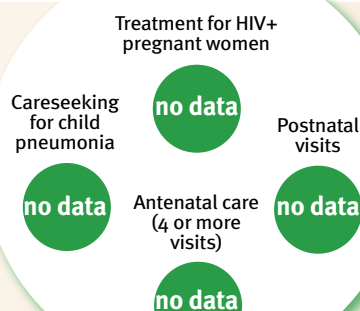 Treatment for HIV+
pregnant women
no data
Careseeking
for child
pneumonia
no data
Postnatal
visits
no data
Antenatal care
(4 or more
visits)
no data